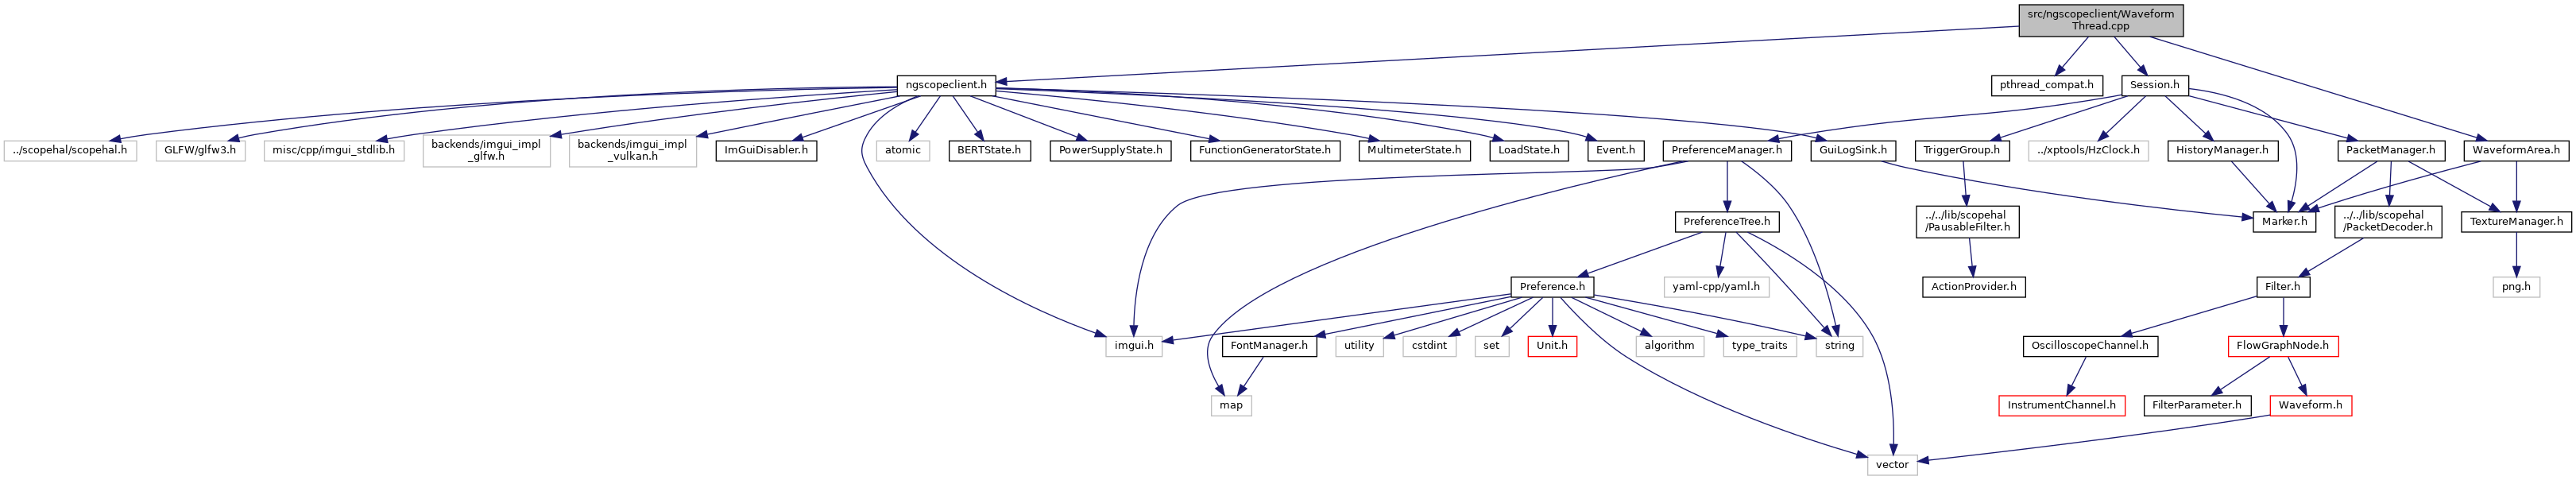 src/ngscopeclient/Waveform
Thread.cpp
ngscopeclient.h
pthread_compat.h
Session.h
../scopehal/scopehal.h
GLFW/glfw3.h
misc/cpp/imgui_stdlib.h
backends/imgui_impl
_glfw.h
backends/imgui_impl
_vulkan.h
ImGuiDisabler.h
atomic
BERTState.h
PowerSupplyState.h
FunctionGeneratorState.h
MultimeterState.h
LoadState.h
Event.h
PreferenceManager.h
GuiLogSink.h
TriggerGroup.h
../xptools/HzClock.h
HistoryManager.h
PacketManager.h
WaveformArea.h
PreferenceTree.h
../../lib/scopehal
/PausableFilter.h
Marker.h
../../lib/scopehal
/PacketDecoder.h
TextureManager.h
Preference.h
yaml-cpp/yaml.h
ActionProvider.h
Filter.h
png.h
imgui.h
FontManager.h
utility
cstdint
set
Unit.h
algorithm
type_traits
string
OscilloscopeChannel.h
FlowGraphNode.h
map
InstrumentChannel.h
FilterParameter.h
Waveform.h
vector